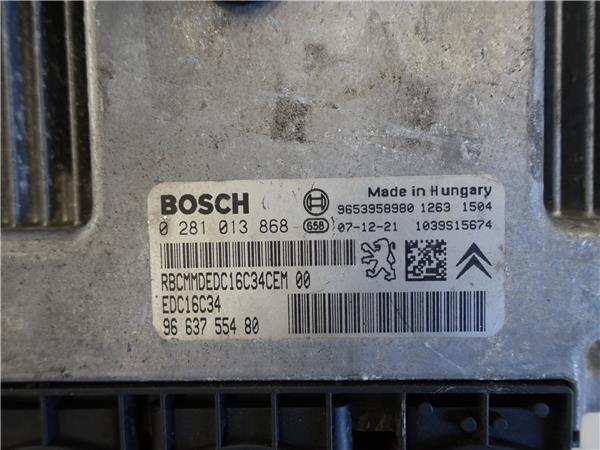 BOSCH
Made in Hungary
9653958980 1263 1504
0 281 013 868 658 07-12-21 1039S15674
RBCMMDEDC16C34CEM 00
EDC16C34
96 637 554 80